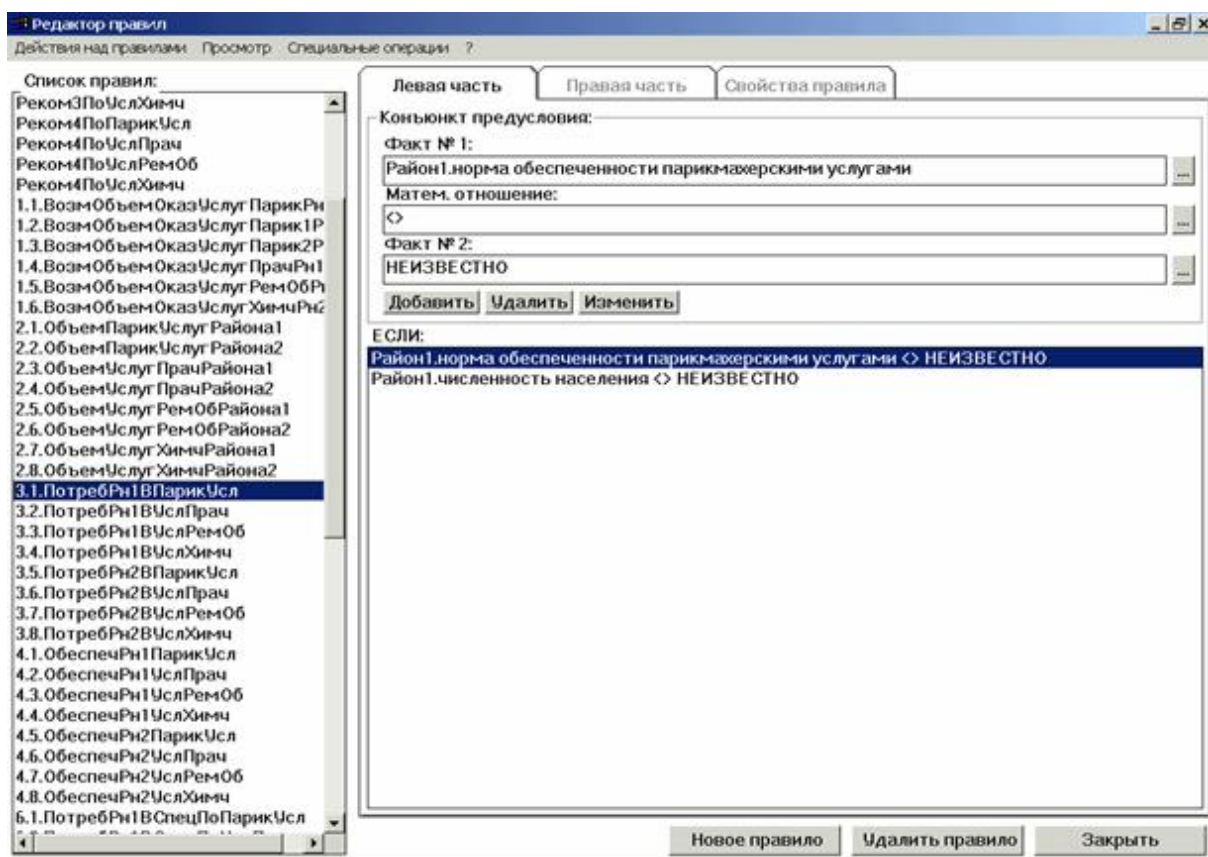 Редактор правил
Действия над правилами Просмотр Специальные операции ?
Список правил:
Реком3ПоУслХимч
Реком4ПоПарикУсл
Реком4ПоУслПрач
Реком4ПоУслРемОб
Реком4ПоУслХимч
1.1.ВозмОбъемОказУслугПарикРн
1.2.ВозмОбъемОказУслугПарик1Р
1.3.ВозмОбъемОказУслугПарик2Р
1.4.ВозмОбъемОказУслугПрачРн1
1.5.ВозмОбъемОказУслугРемОбРн
1.6.ВозмОбъемОказУслугХимчРн2
2.1.ОбъемПарикУслугРайона1
2.2.ОбъемПарикУслугРайона2
2.3.ОбъемУслугПрачРайона1
2.4.ОбъемУслугПрачРайона2
2.5.ОбъемУслугРемОбРайона1
2.6.ОбъемУслугРемОбРайона2
2.7.ОбъемУслугХимчРайона1
2.8.ОбъемУслугХимчРайона2
3.1.ПотребРн1ВПарикУсл
3.2.ПотребРн1ВУслПрач
3.3.ПотребРн1ВУслРемОб
3.4.ПотребРн1ВУслХимч
3.5.ПотребРн2ВПарикУсл
3.6.ПотребРн2ВУслПрач
3.7.ПотребРн2ВУслРемОб
3.8.ПотребРн2ВУслХимч
4.1.ОбеспечРн1ПарикУсл
4.2.ОбеспечРн1УслПрач
4.3.ОбеспечРн1УслРемОб
4.4.ОбеспечРн1УслХимч
4.5.ОбеспечРн2ПарикУсл
4.6.ОбеспечРн2УслПрач
4.7.ОбеспечРн2УслРемОб
4.8.ОбеспечРн2УслХимч
6.1.ПотребРн1ВСпецПоПарикУсл
Левая часть Правая часть Свойства правила
Конъюнкт предусловия:
Факт № 1:
Район1.норма обеспеченности парикмахерскими услугами
...
Матем. отношение:
<>
...
Факт № 2:
НЕИЗВЕСТНО
...
Добавить Удалить Изменить
ЕСЛИ:
Район1.норма обеспеченности парикмахерскими услугами <> НЕИЗВЕСТНО
Район1.численность населения <> НЕИЗВЕСТНО
Новое правило Удалить правило Закрыть